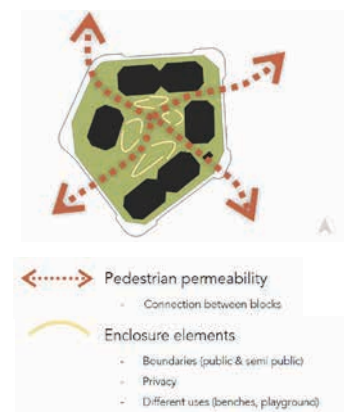 Pedestrian permeability
- Connection between blocks
Enclosure elements
- Boundaries (public & semi public)
- Privacy
- Different uses (benches, playground)